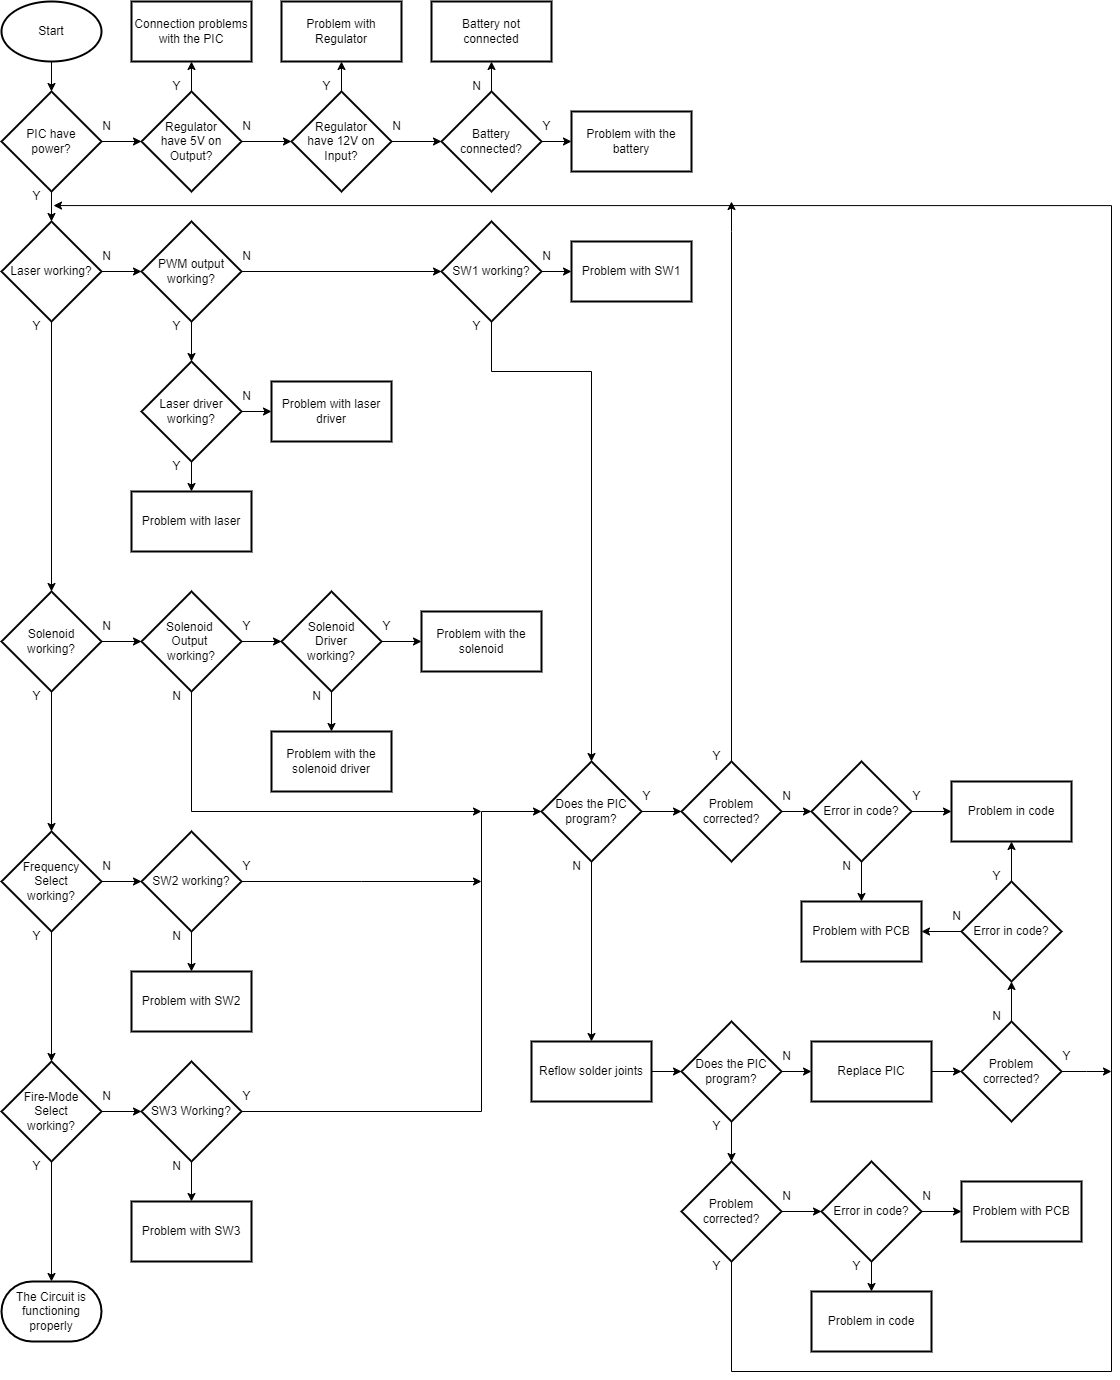 Start
Connection problems
with the PIC
Problem with
Regulator
Battery not
connected
Y
Y
N
PIC have
power?
N
Regulator
have 5V on
Output?
N
Regulator
have 12V on
Input?
N
Battery
connected?
Y
Problem with the
battery
Y
Laser working?
N
PWM output
working?
N
SW1 working?
N
Problem with SW1
Y
Y
Y
Laser driver
working?
N
Problem with laser
driver
Y
Problem with laser
Solenoid
working?
N
Solenoid
Output
working?
Y
Solenoid
Driver
working?
Y
Problem with the
solenoid
Y
N
N
Problem with the
solenoid driver
Does the PIC
program?
Y
Y
Problem
corrected?
N
Error in code?
Y
Problem in code
N
N
Frequency
Select
working?
N
SW2 working?
Y
Y
N
Problem with SW2
Problem with PCB
N
Y
Error in code?
N
Fire-Mode
Select
working?
N
SW3 Working?
Y
Y
N
Problem with SW3
Reflow solder joints
Does the PIC
program?
N
Replace PIC
Problem
corrected?
Y
Y
Problem
corrected?
N
Error in code?
N
Problem with PCB
Y
Y
Problem in code
The Circuit is
functioning
properly